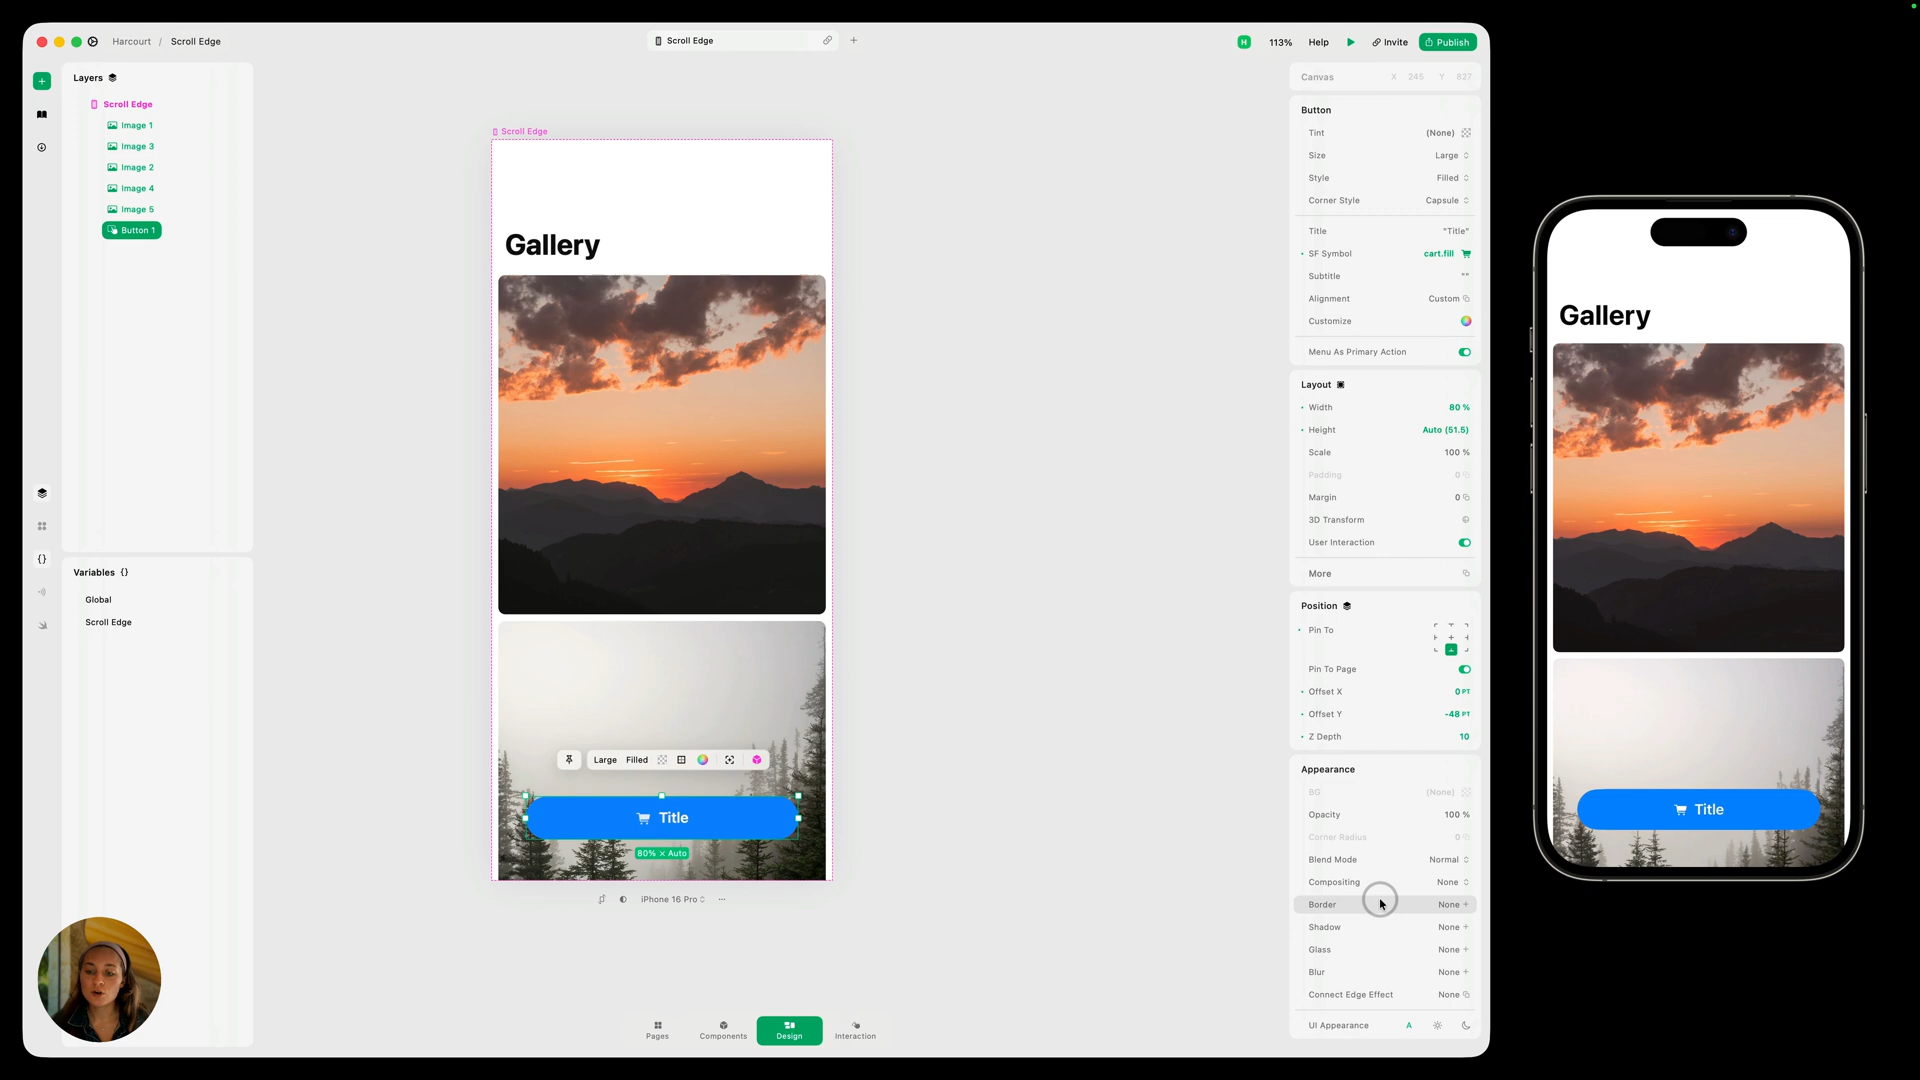 Harcourt / Scroll Edge
Scroll Edge
H
113%
Help
Invite
Publish
Layers
Scroll Edge
Image 1
Image 3
Image 2
Image 4
Image 5
Button 1
Variables {}
Global
Scroll Edge
Scroll Edge
Gallery
Large Filled
Title
80% × Auto
iPhone 16 Pro
Pages
Components
Design
Interaction
Canvas X 245 Y 827
Button
Tint (None)
Size Large
Style Filled
Corner Style Capsule
Title "Title"
SF Symbol cart.fill
Subtitle ""
Alignment Custom
Customize
Menu As Primary Action
Layout
Width 80 %
Height Auto (51.5)
Scale 100 %
Padding 0
Margin 0
3D Transform
User Interaction
More
Position
Pin To
Pin To Page
Offset X 0 PT
Offset Y -48 PT
Z Depth 10
Appearance
BG (None)
Opacity 100 %
Corner Radius 0
Blend Mode Normal
Compositing None
Border None +
Shadow None +
Glass None +
Blur None +
Connect Edge Effect None
UI Appearance A
Gallery
Title